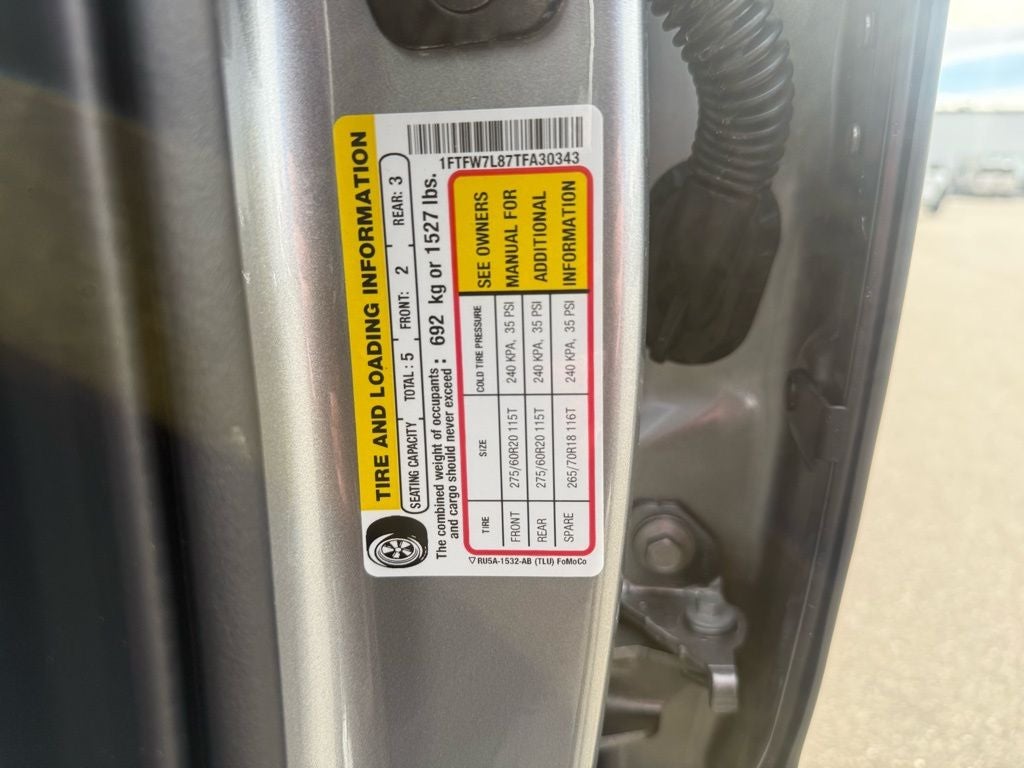 1FTFW7L87TFA30343
TIRE AND LOADING INFORMATION
SEATING CAPACITY TOTAL : 5 FRONT: 2 REAR: 3
The combined weight of occupants
and cargo should never exceed : 692 kg or 1527 lbs.
TIRE SIZE COLD TIRE PRESSURE
FRONT 275/60R20 115T 240 KPA, 35 PSI
REAR 275/60R20 115T 240 KPA, 35 PSI
SPARE 265/70R18 116T 240 KPA, 35 PSI
SEE OWNERS
MANUAL FOR
ADDITIONAL
INFORMATION
RU5A-1532-AB (TLU) FoMoCo